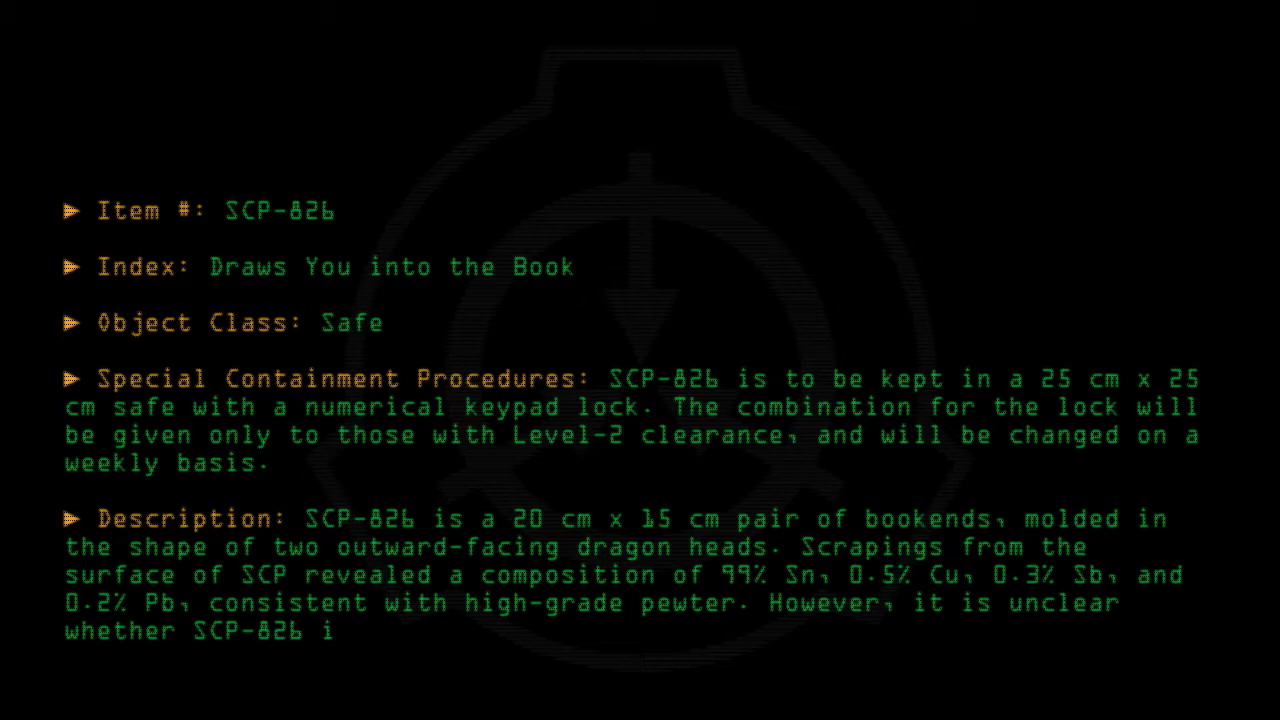 ► Item #: SCP-826
► Index: Draws You into the Book
► Object Class: Safe
► Special Containment Procedures: SCP-826 is to be kept in a 25 cm x 25
cm safe with a numerical keypad lock. The combination for the lock will
be given only to those with Level-2 clearance, and will be changed on a
weekly basis.
► Description: SCP-826 is a 20 cm x 15 cm pair of bookends, molded in
the shape of two outward-facing dragon heads. Scrapings from the
surface of SCP revealed a composition of 99% Sn, 0.5% Cu, 0.3% Sb, and
0.2% Pb, consistent with high-grade pewter. However, it is unclear
whether SCP-826 i